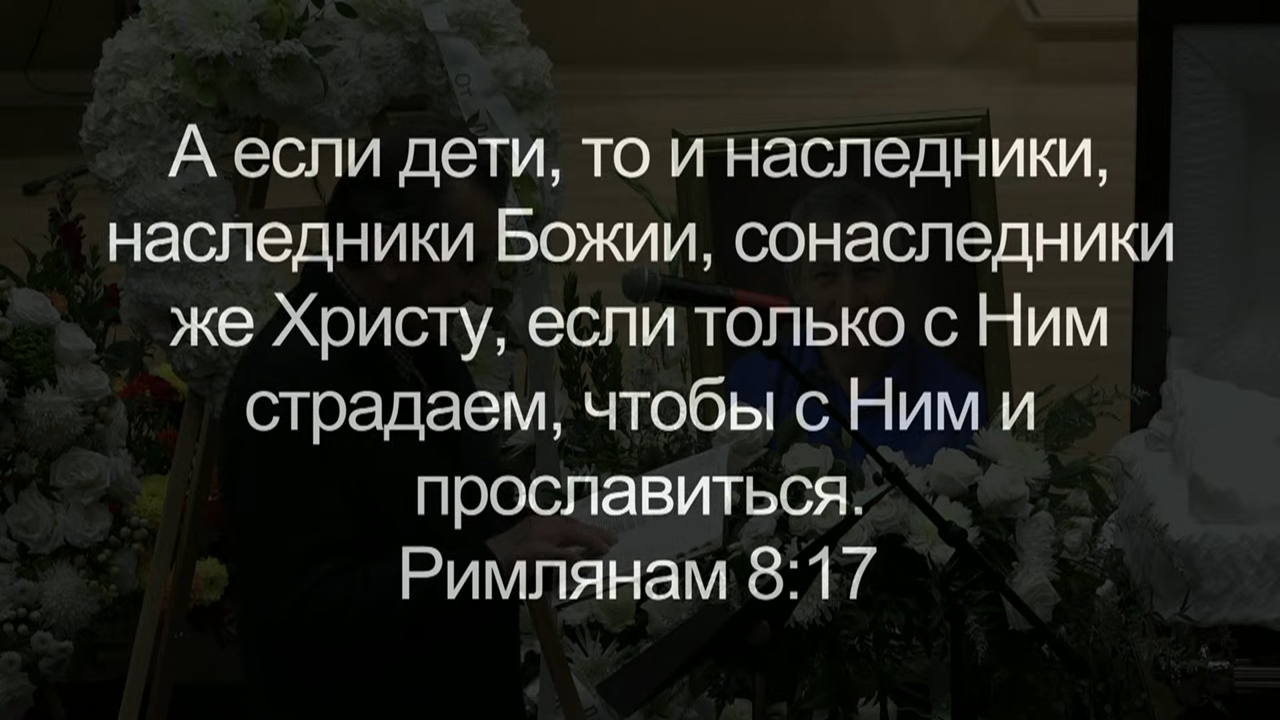 А если дети, то и наследники,
наследники Божии, сонаследники
же Христу, если только с Ним
страдаем, чтобы с Ним и
прославиться.
Римлянам 8:17